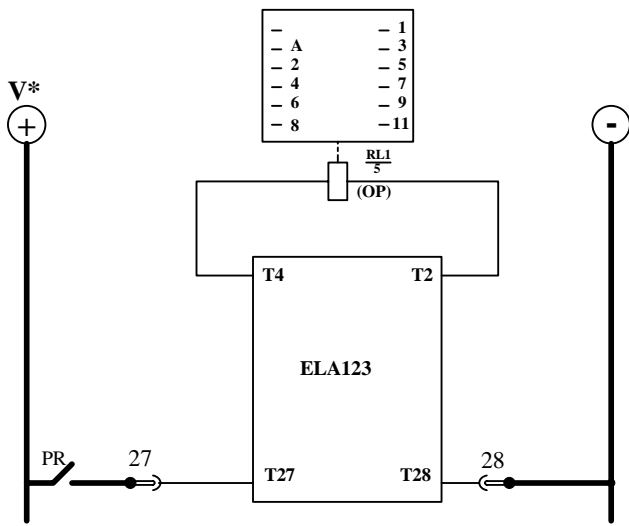 1
A 3
2 5
4 7
6 9
8 11
V*
+ -
RL1
5
(OP)
T4 T2
ELA123
PR 27 28
T27 T28